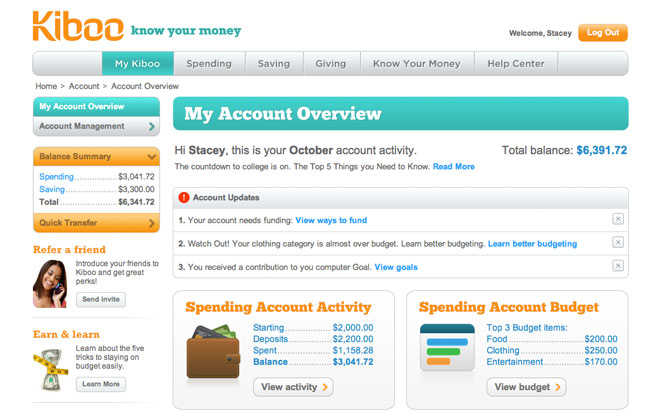 Kiboo know your money
Welcome, Stacey Log Out
My Kiboo Spending Saving Giving Know Your Money Help Center
Home > Account > Account Overview
My Account Overview
Account Management
Balance Summary
Spending..................$3,041.72
Saving.....................$3,300.00
Total.......................$6,341.72
Quick Transfer
Refer a friend
Introduce your friends to
Kiboo and get great
perks!
Send Invite
Earn & learn
Learn about the five
tricks to staying on
budget easily.
Learn More
My Account Overview
Hi Stacey, this is your October account activity. Total balance: $6,391.72
The countdown to college is on. The Top 5 Things you Need to Know. Read More
! Account Updates
1. Your account needs funding: View ways to fund
2. Watch Out! Your clothing category is almost over budget. Learn better budgeting. Learn better budgeting
3. You received a contribution to you computer Goal. View goals
Spending Account Activity
Starting ................ $2,000.00
Deposits ............... $2,200.00
Spent .................... $1,158.28
Balance ................ $3,041.72
View activity
Spending Account Budget
Top 3 Budget items:
Food ............................ $200.00
Clothing ....................... $250.00
Entertainment ............. $170.00
View budget